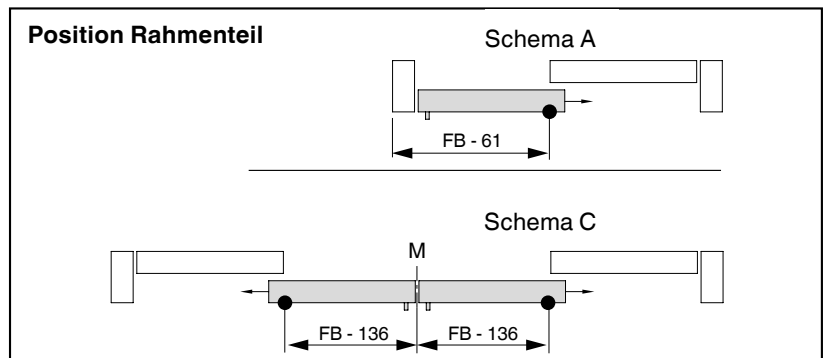 Position Rahmenteil
Schema A
FB - 61
Schema C
M
FB - 136 FB - 136